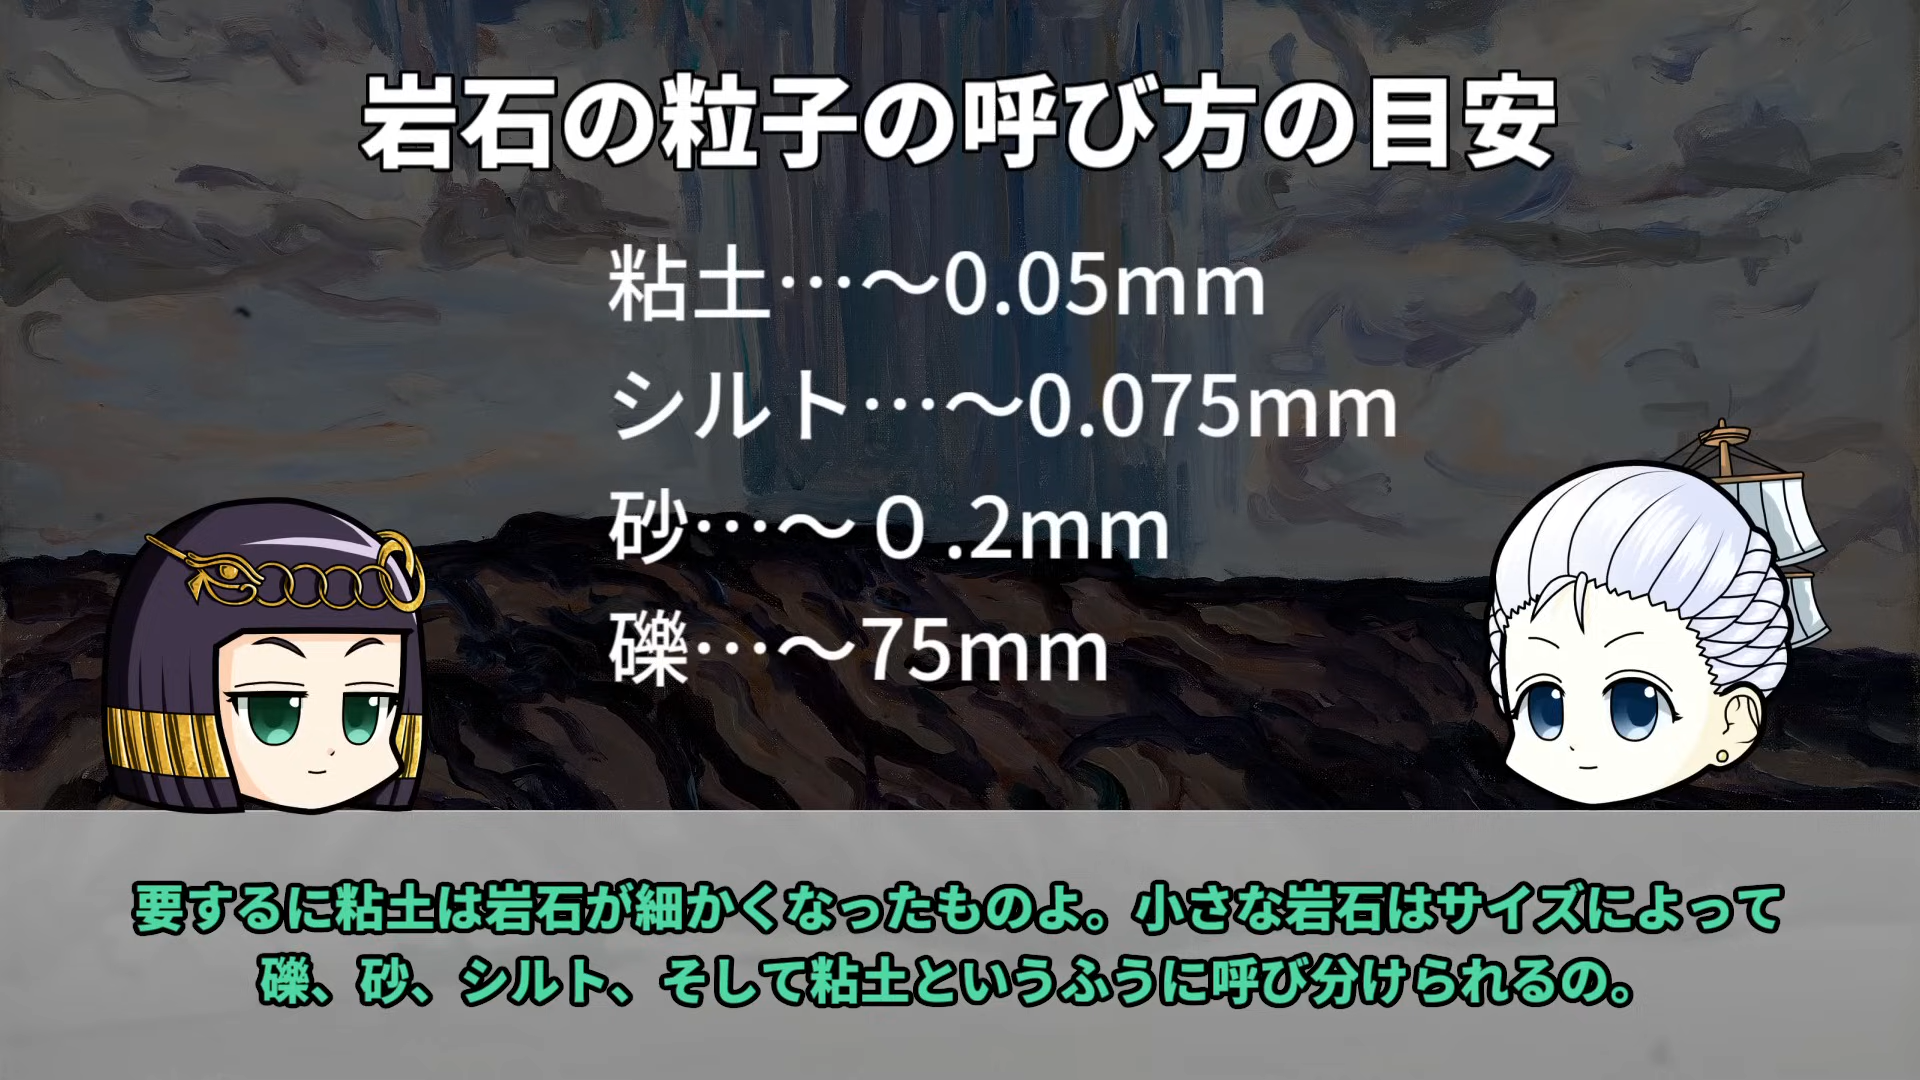 岩石の粒子の呼び方の目安
粘土…～0.05mm
シルト…～0.075mm
砂…～０.2mm
礫…～75mm
要するに粘土は岩石が細かくなったものよ。小さな岩石はサイズによって
礫、砂、シルト、そして粘土というふうに呼び分けられるの。